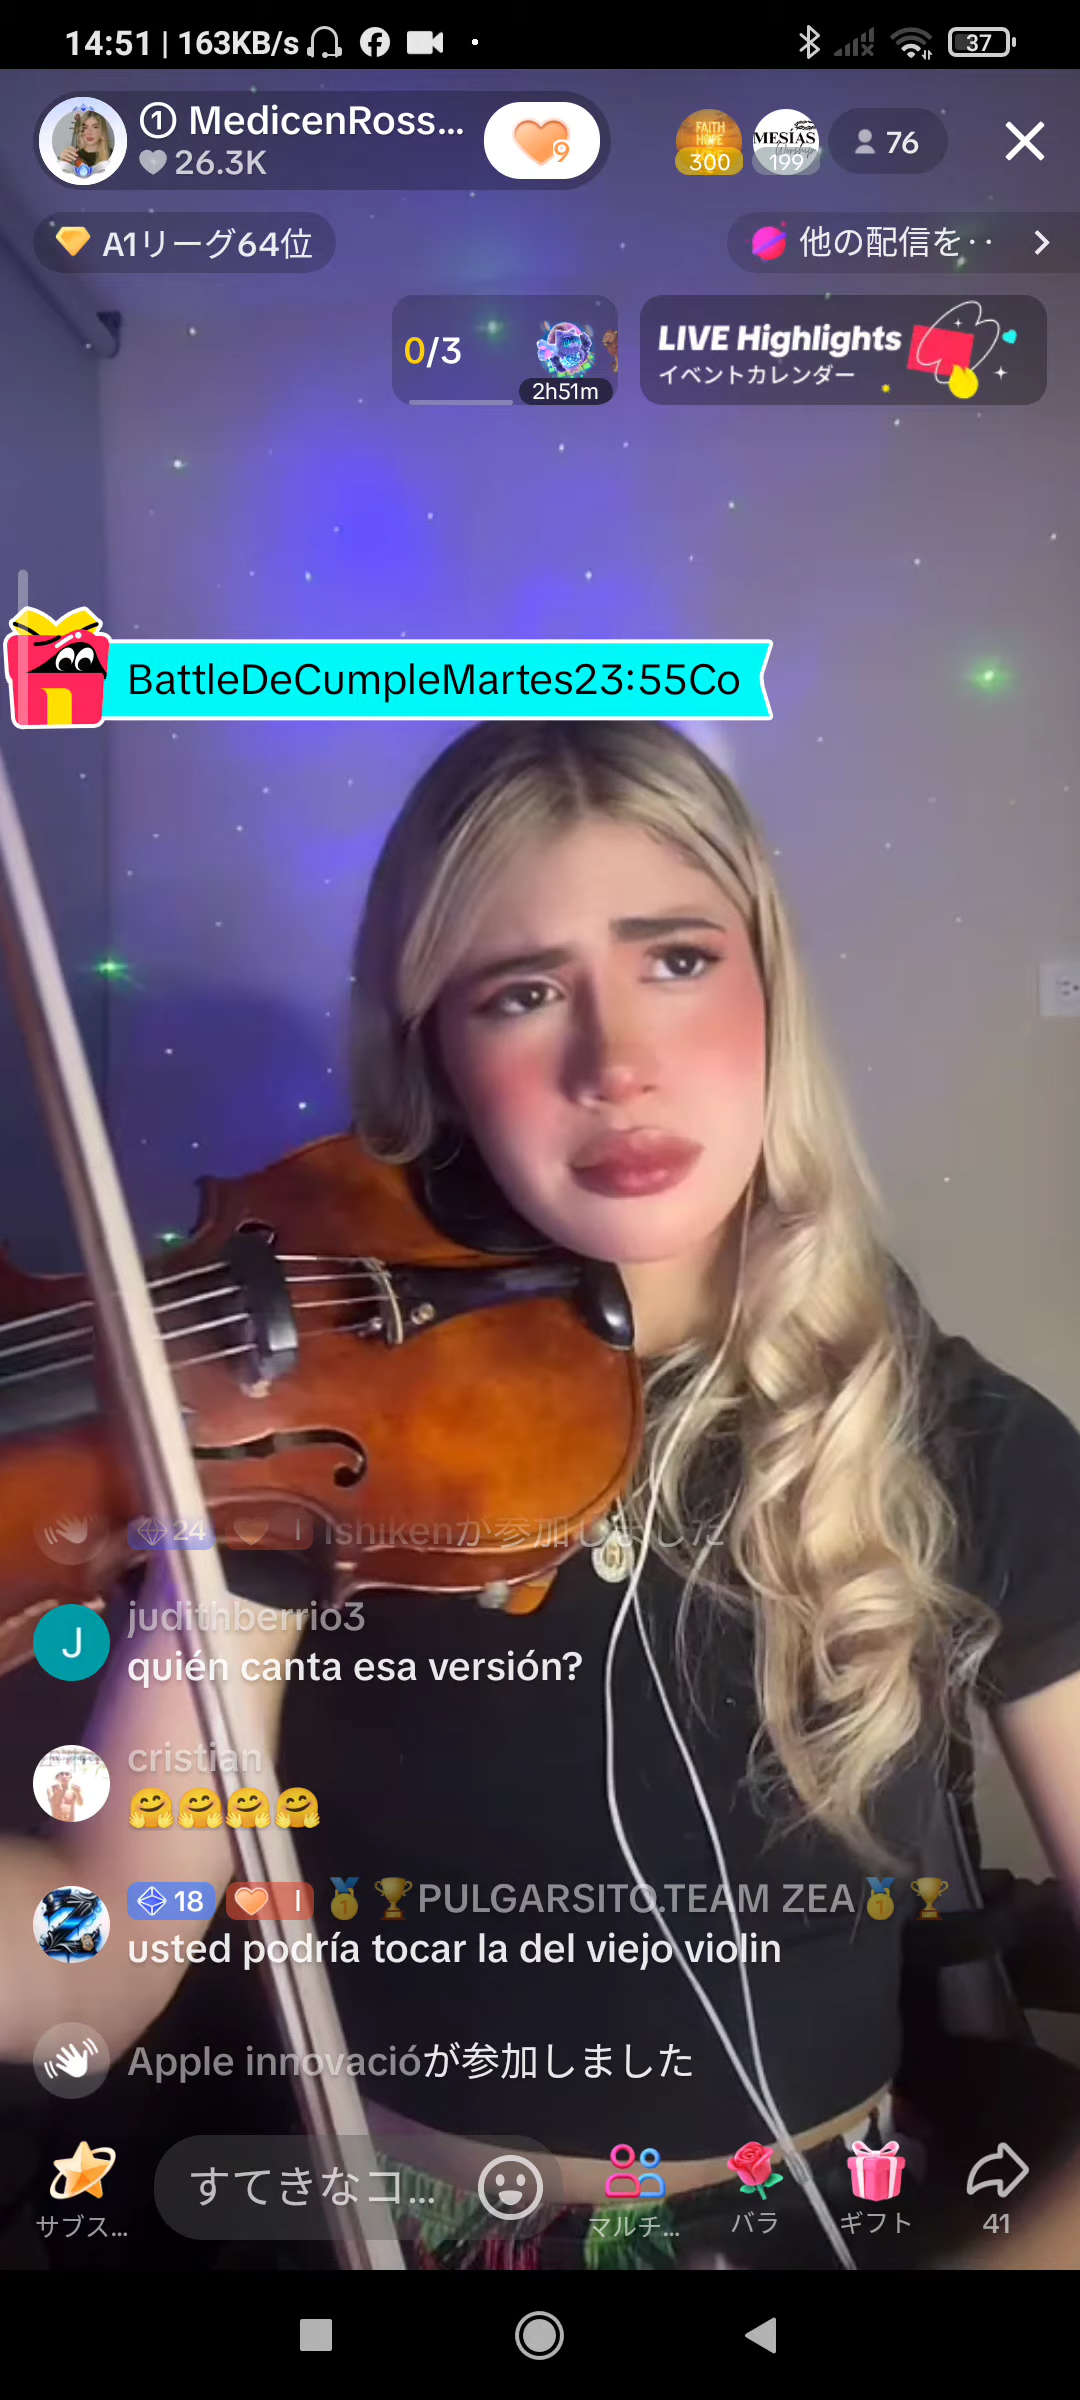 14:51 | 163KB/s
37
① MedicenRoss...
26.3K
9
FAITH
HOPE
300
MESÍAS
Worship
199
76
A1リーグ64位
他の配信を··
0/3
2h51m
LIVE Highlights
イベントカレンダー
BattleDeCumpleMartes23:55Co
24 I Ishikenが参加しました
J
judithberrio3
quién canta esa versión?
cristian
🤗🤗🤗🤗
18 I 🥇🏆PULGARSITO.TEAM ZEA🥇🏆
usted podría tocar la del viejo violin
Apple innovacióが参加しました
すてきなコ...
サブス...
マルチ...
バラ
ギフト
41